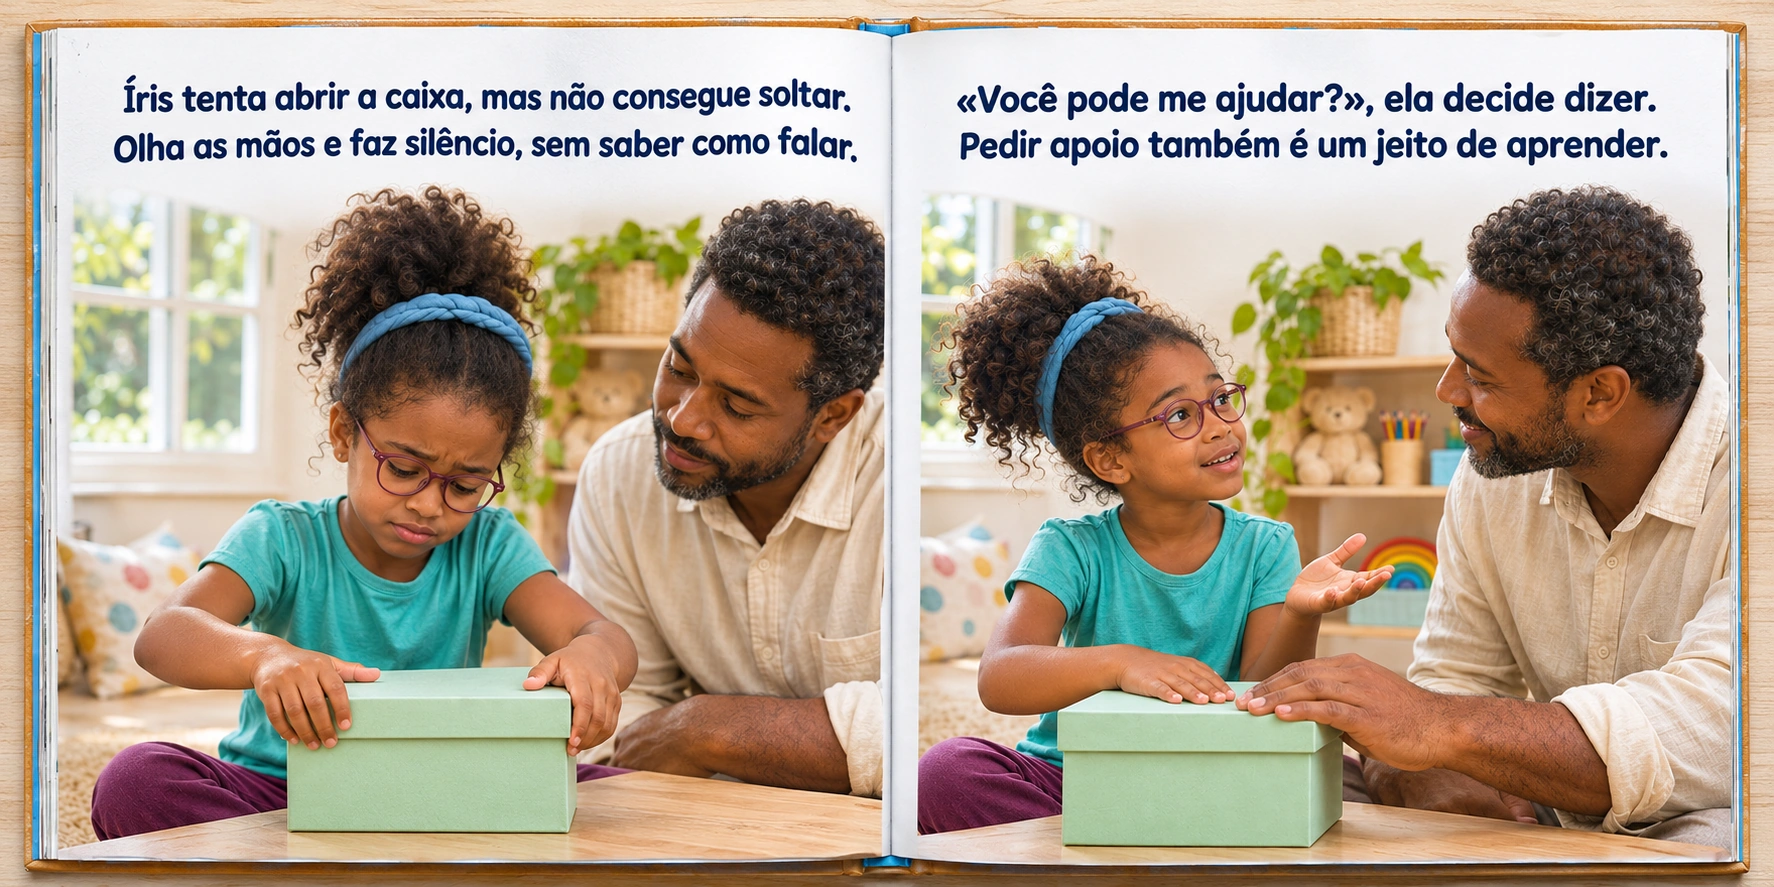 Íris tenta abrir a caixa, mas não consegue soltar.
Olha as mãos e faz silêncio, sem saber como falar.
«Você pode me ajudar?», ela decide dizer.
Pedir apoio também é um jeito de aprender.